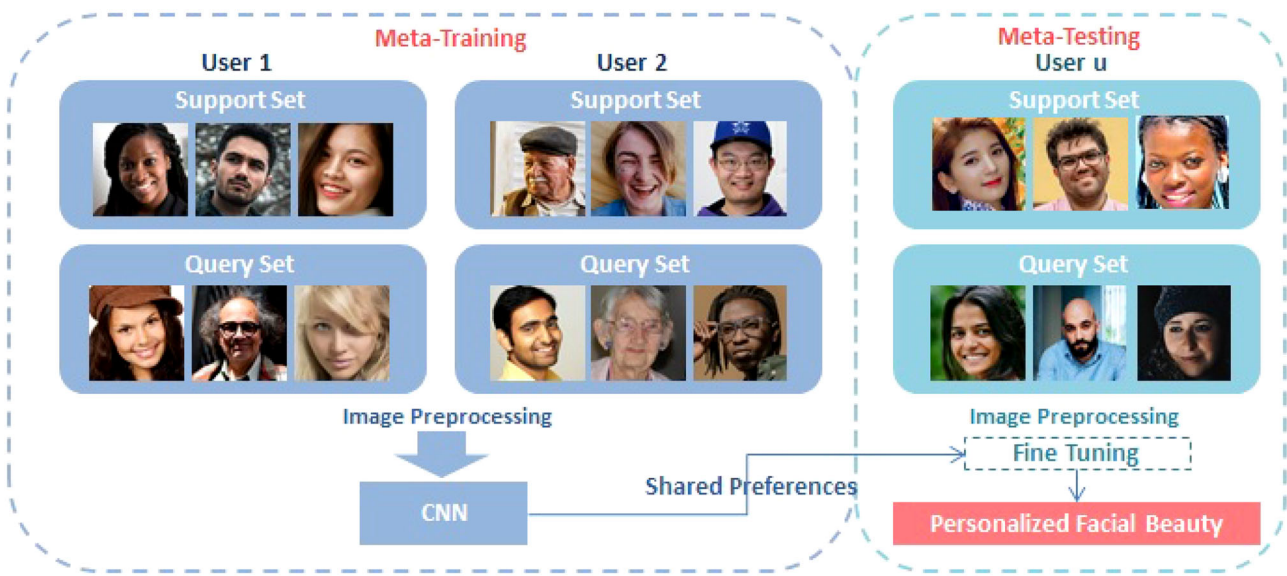 Meta-Training
User 1
User 2
Support Set
Support Set
Query Set
Query Set
Image Preprocessing
CNN
Shared Preferences
Meta-Testing
User u
Support Set
Query Set
Image Preprocessing
Fine Tuning
Personalized Facial Beauty